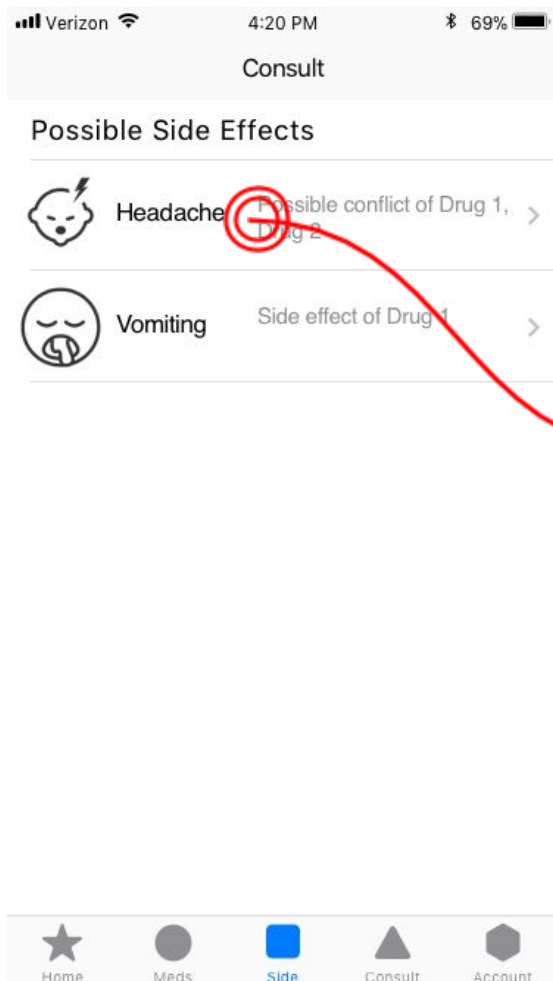 Verizon 4:20 PM 69%
Consult
Possible Side Effects
Headache Possible conflict of Drug 1,
Drug 2
Vomiting Side effect of Drug 1
Home Meds Side Consult Account